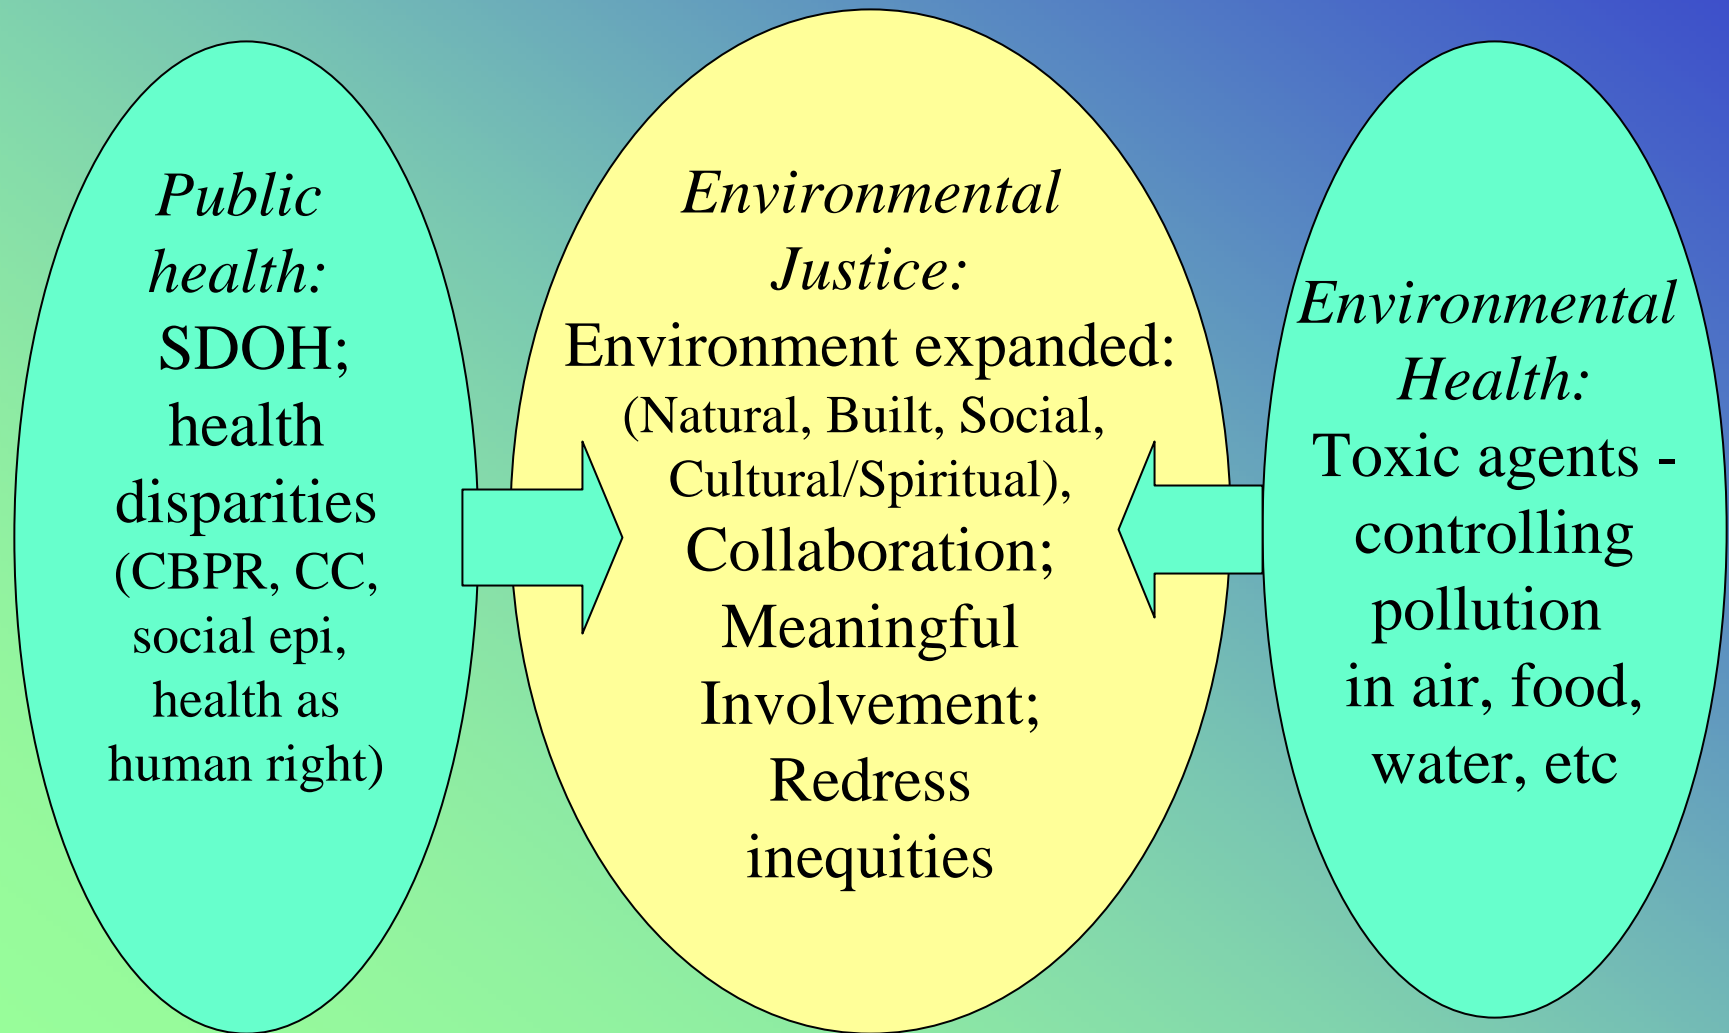 Public
health:
SDOH;
health
disparities
(CBPR, CC,
social epi,
health as
human right)
Environmental
Justice:
Environment expanded:
(Natural, Built, Social,
Cultural/Spiritual),
Collaboration;
Meaningful
Involvement;
Redress
inequities
Environmental
Health:
Toxic agents -
controlling
pollution
in air, food,
water, etc